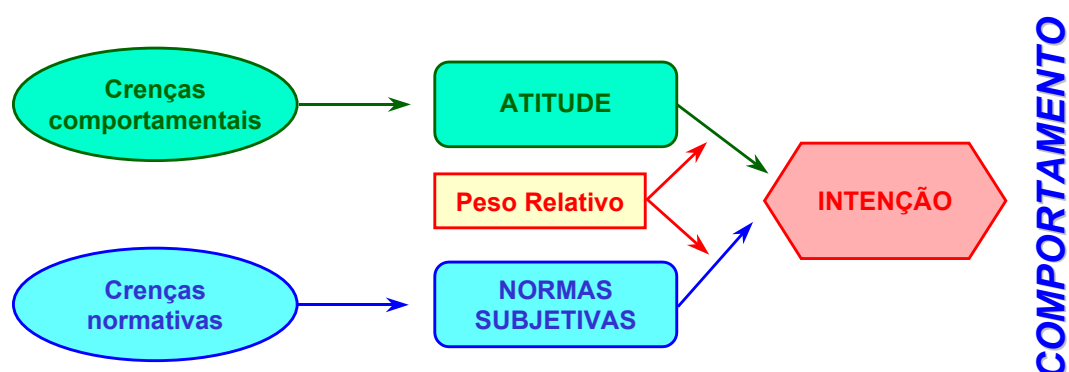 Crenças
comportamentais
ATITUDE
Peso Relativo
INTENÇÃO
Crenças
normativas
NORMAS
SUBJETIVAS
COMPORTAMENTO